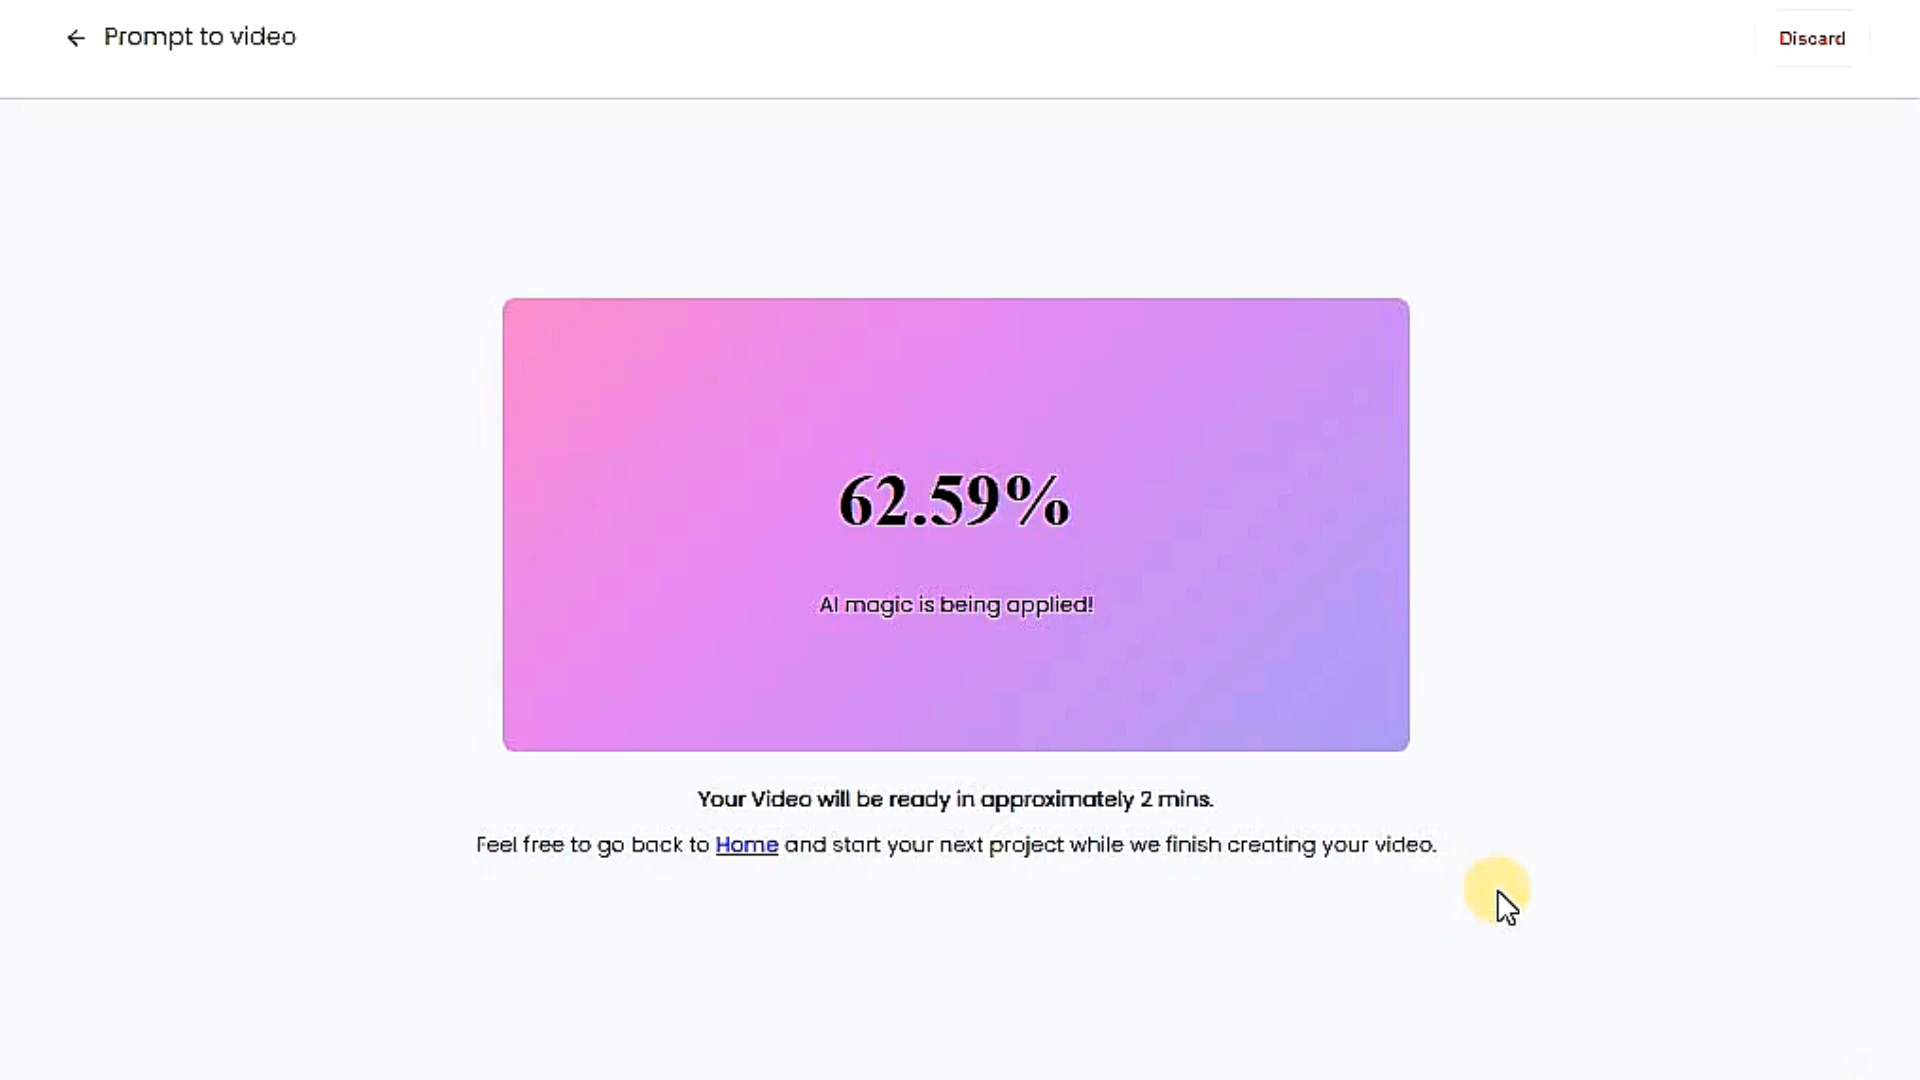 Prompt to video
Discard
62.59%
AI magic is being applied!
Your Video will be ready in approximately 2 mins.
Feel free to go back to Home and start your next project while we finish creating your video.